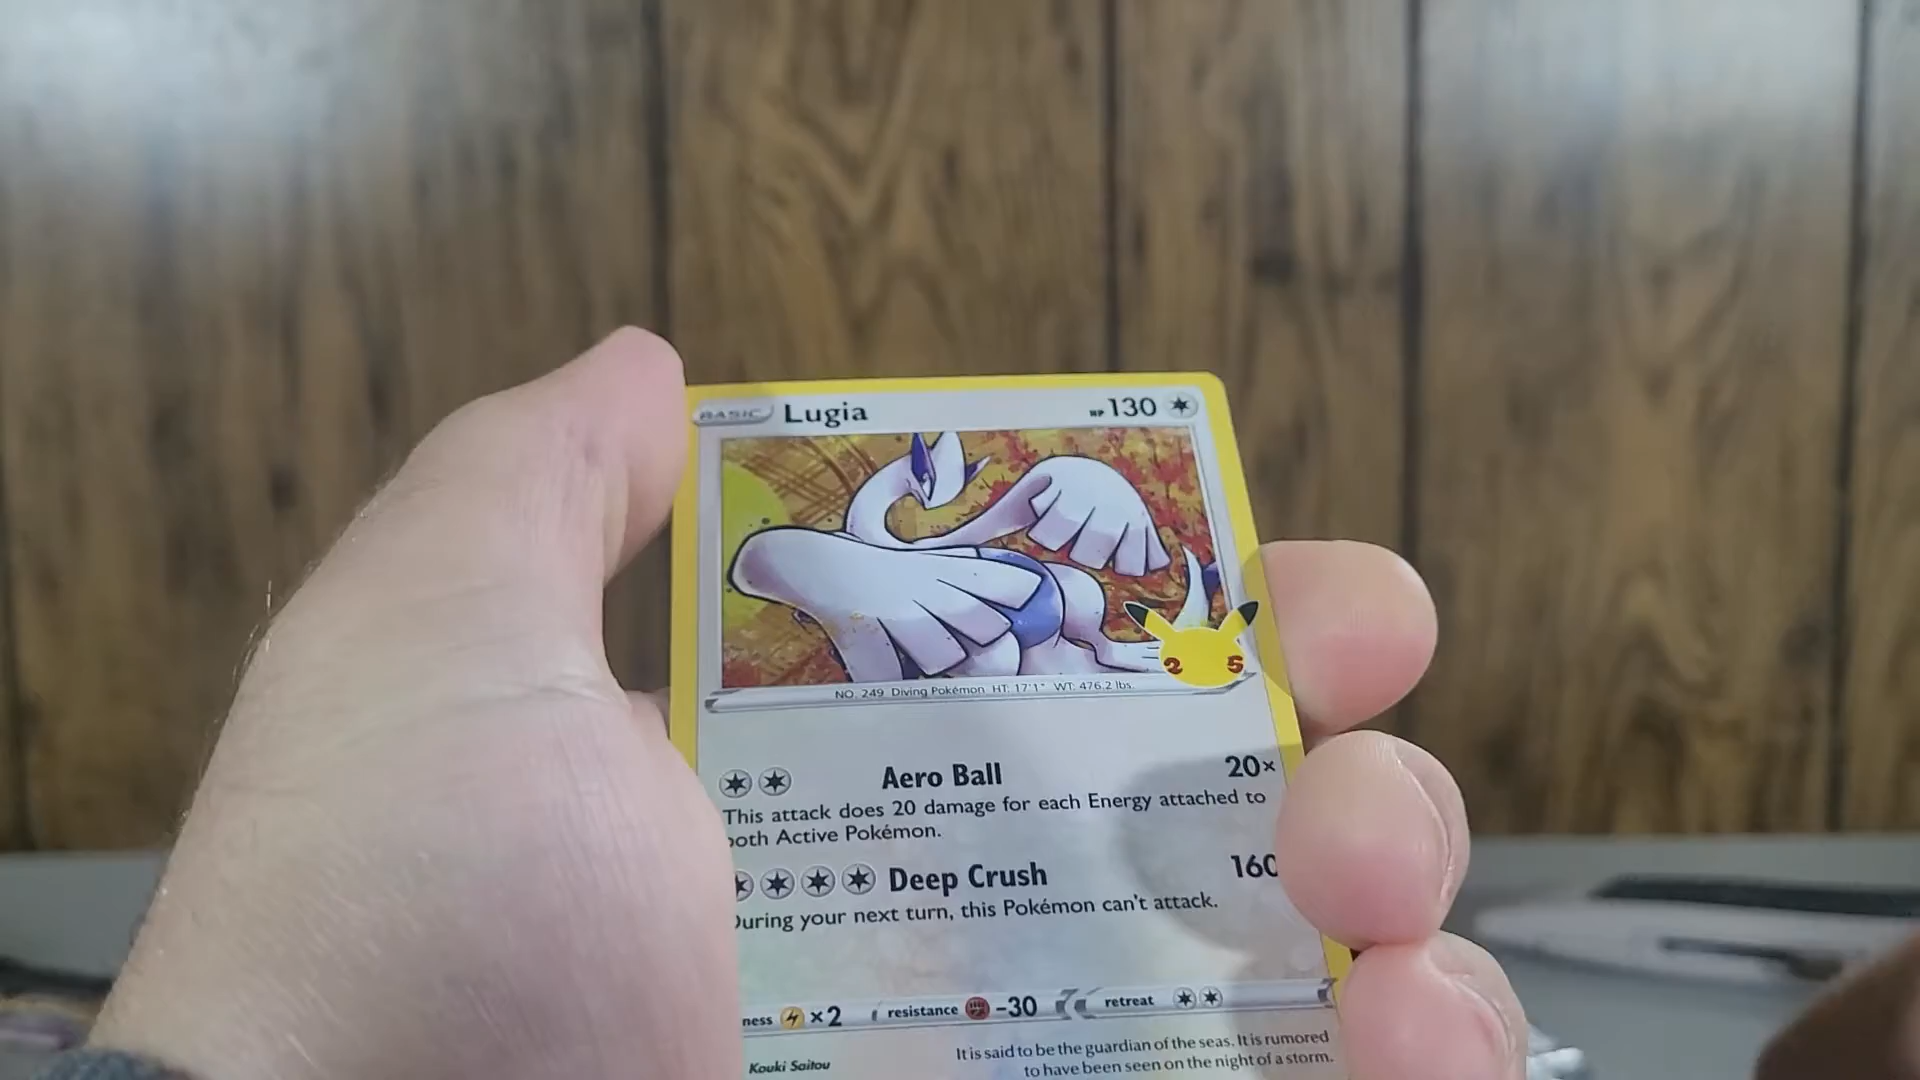 BASIC Lugia HP 130
2 5
NO. 249 Diving Pokémon HT: 17'1" WT: 476.2 lbs.
Aero Ball 20×
This attack does 20 damage for each Energy attached to
both Active Pokémon.
Deep Crush 160
During your next turn, this Pokémon can't attack.
ness ×2 resistance -30 retreat
It is said to be the guardian of the seas. It is rumored
Kouki Saitou to have been seen on the night of a storm.